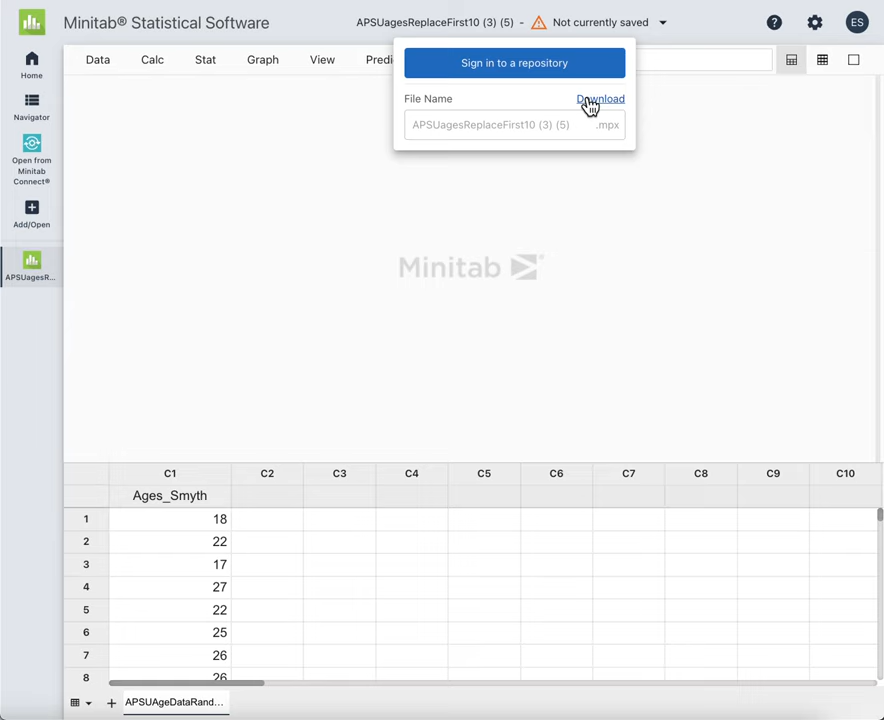 Minitab® Statistical Software
APSUagesReplaceFirst10 (3) (5) - Not currently saved
ES
Home
Navigator
Open from
Minitab
Connect®
Add/Open
APSUagesR...
Data Calc Stat Graph View Predi
Sign in to a repository
File Name Download
APSUagesReplaceFirst10 (3) (5) .mpx
Minitab
C1 C2 C3 C4 C5 C6 C7 C8 C9 C10
Ages_Smyth
1 18
2 22
3 17
4 27
5 22
6 25
7 26
8 26
+ APSUAgeDataRand...